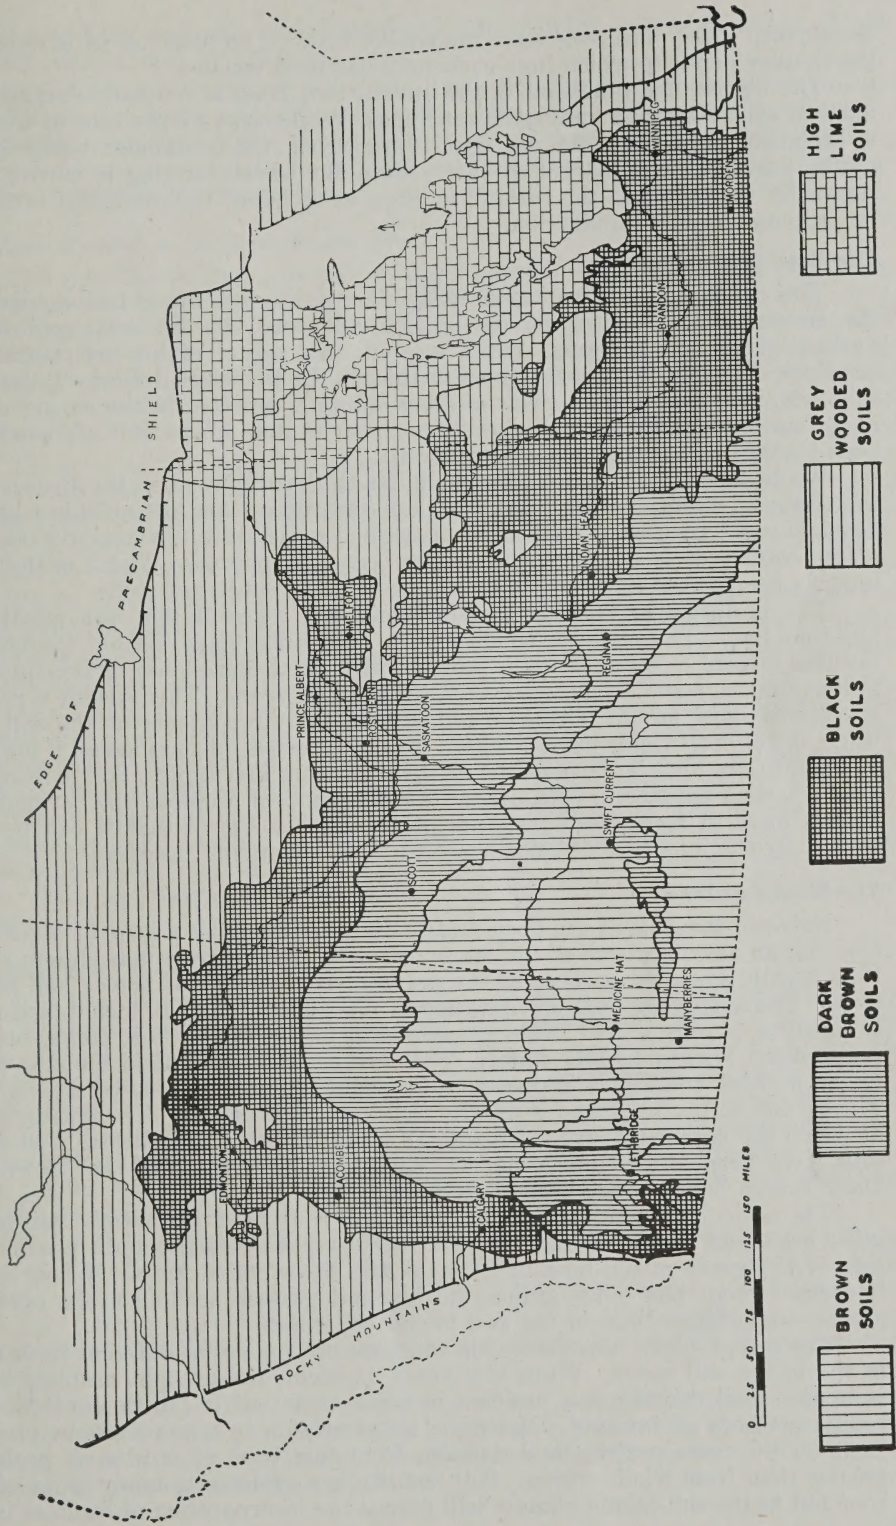 EDGE OF PRECAMBRIAN SHIELD
PRINCE ALBERT
MELFORT
ROSTHERN
SASKATOON
SCOTT
EDMONTON
LACOMBE
CALGARY
ROCKY MOUNTAINS
LETHBRIDGE
MEDICINE HAT
MANYBERRIES
SWIFT CURRENT
REGINA
INDIAN HEAD
BRANDON
WINNIPEG
MORDEN
0 25 50 75 100 125 150 MILES
BROWN
SOILS
DARK
BROWN
SOILS
BLACK
SOILS
GREY
WOODED
SOILS
HIGH
LIME
SOILS